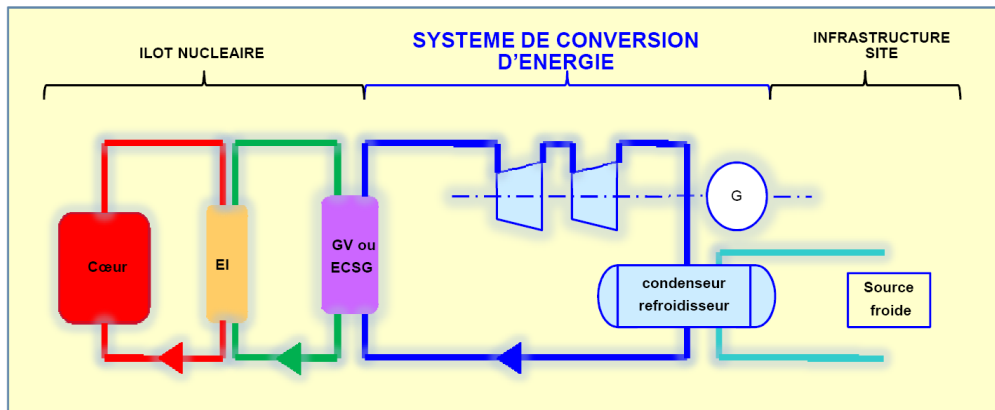 ILOT NUCLEAIRE
SYSTEME DE CONVERSION
D'ENERGIE
INFRASTRUCTURE
SITE
Cœur
EI
GV ou
ECSG
G
condenseur
refroidisseur
Source
froide